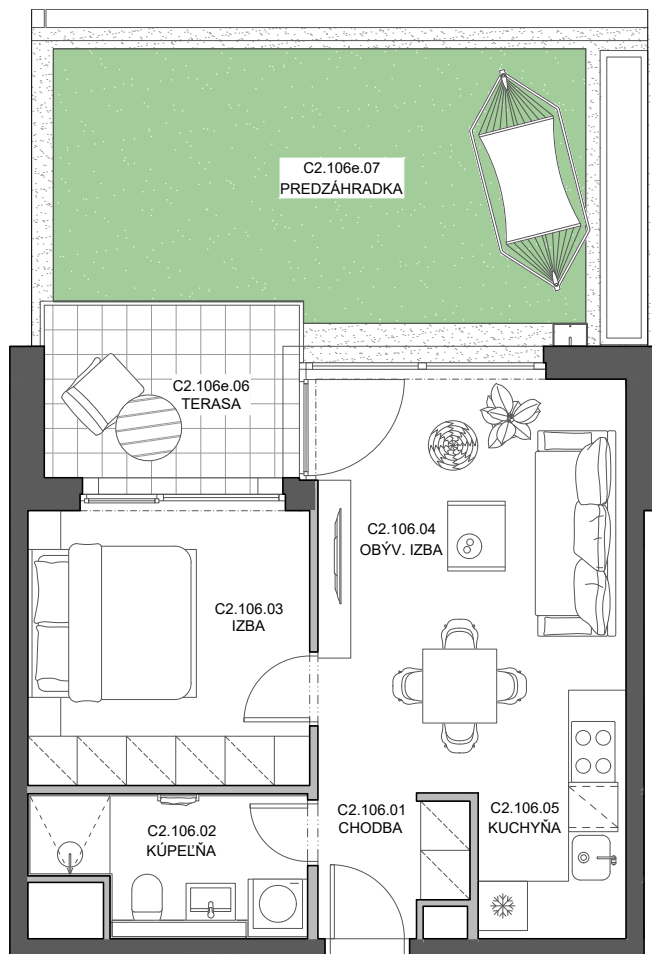 C2.106e.07
PREDZÁHRADKA
C2.106e.06
TERASA
C2.106.04
OBÝV. IZBA
C2.106.03
IZBA
C2.106.01
CHODBA
C2.106.05
KUCHYŇA
C2.106.02
KÚPEĽŇA